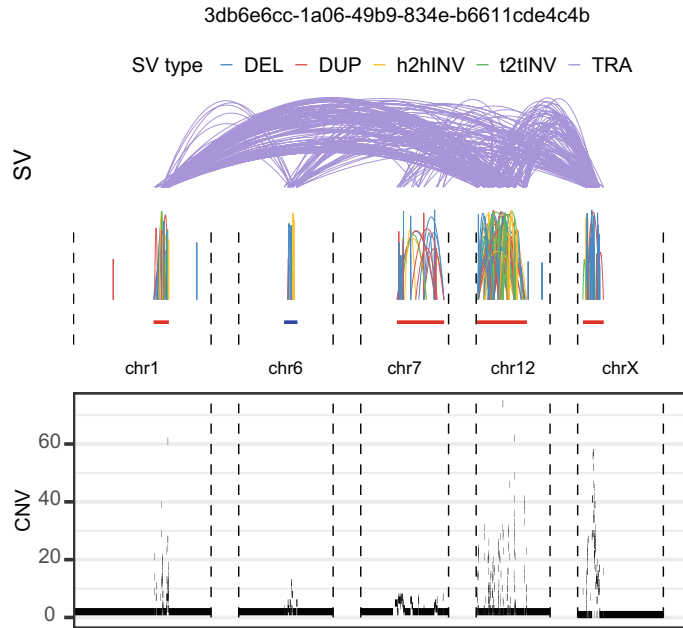 3db6e6cc-1a06-49b9-834e-b6611cde4c4b
SV type DEL DUP h2hINV t2tINV TRA
SV
chr1 chr6 chr7 chr12 chrX
CNV
60
40
20
0